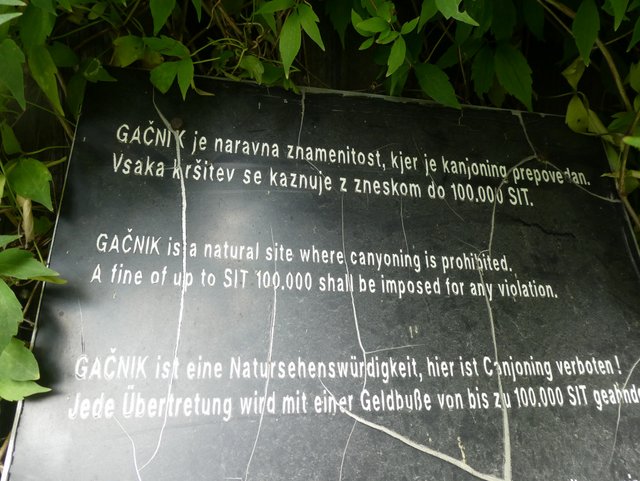 GAČNIK je naravna znamenitost, kjer je kanjoning prepovedan.
Vsaka kršitev se kaznuje z zneskom do 100.000 SIT.
GAČNIK is a natural site where canyoning is prohibited.
A fine of up to SIT 100.000 shall be imposed for any violation.
GAČNIK ist eine Natursehenswürdigkeit, hier ist Canjoning verboten !
Jede Übertretung wird mit einer Geldbuße von bis zu 100.000 SIT geahnde